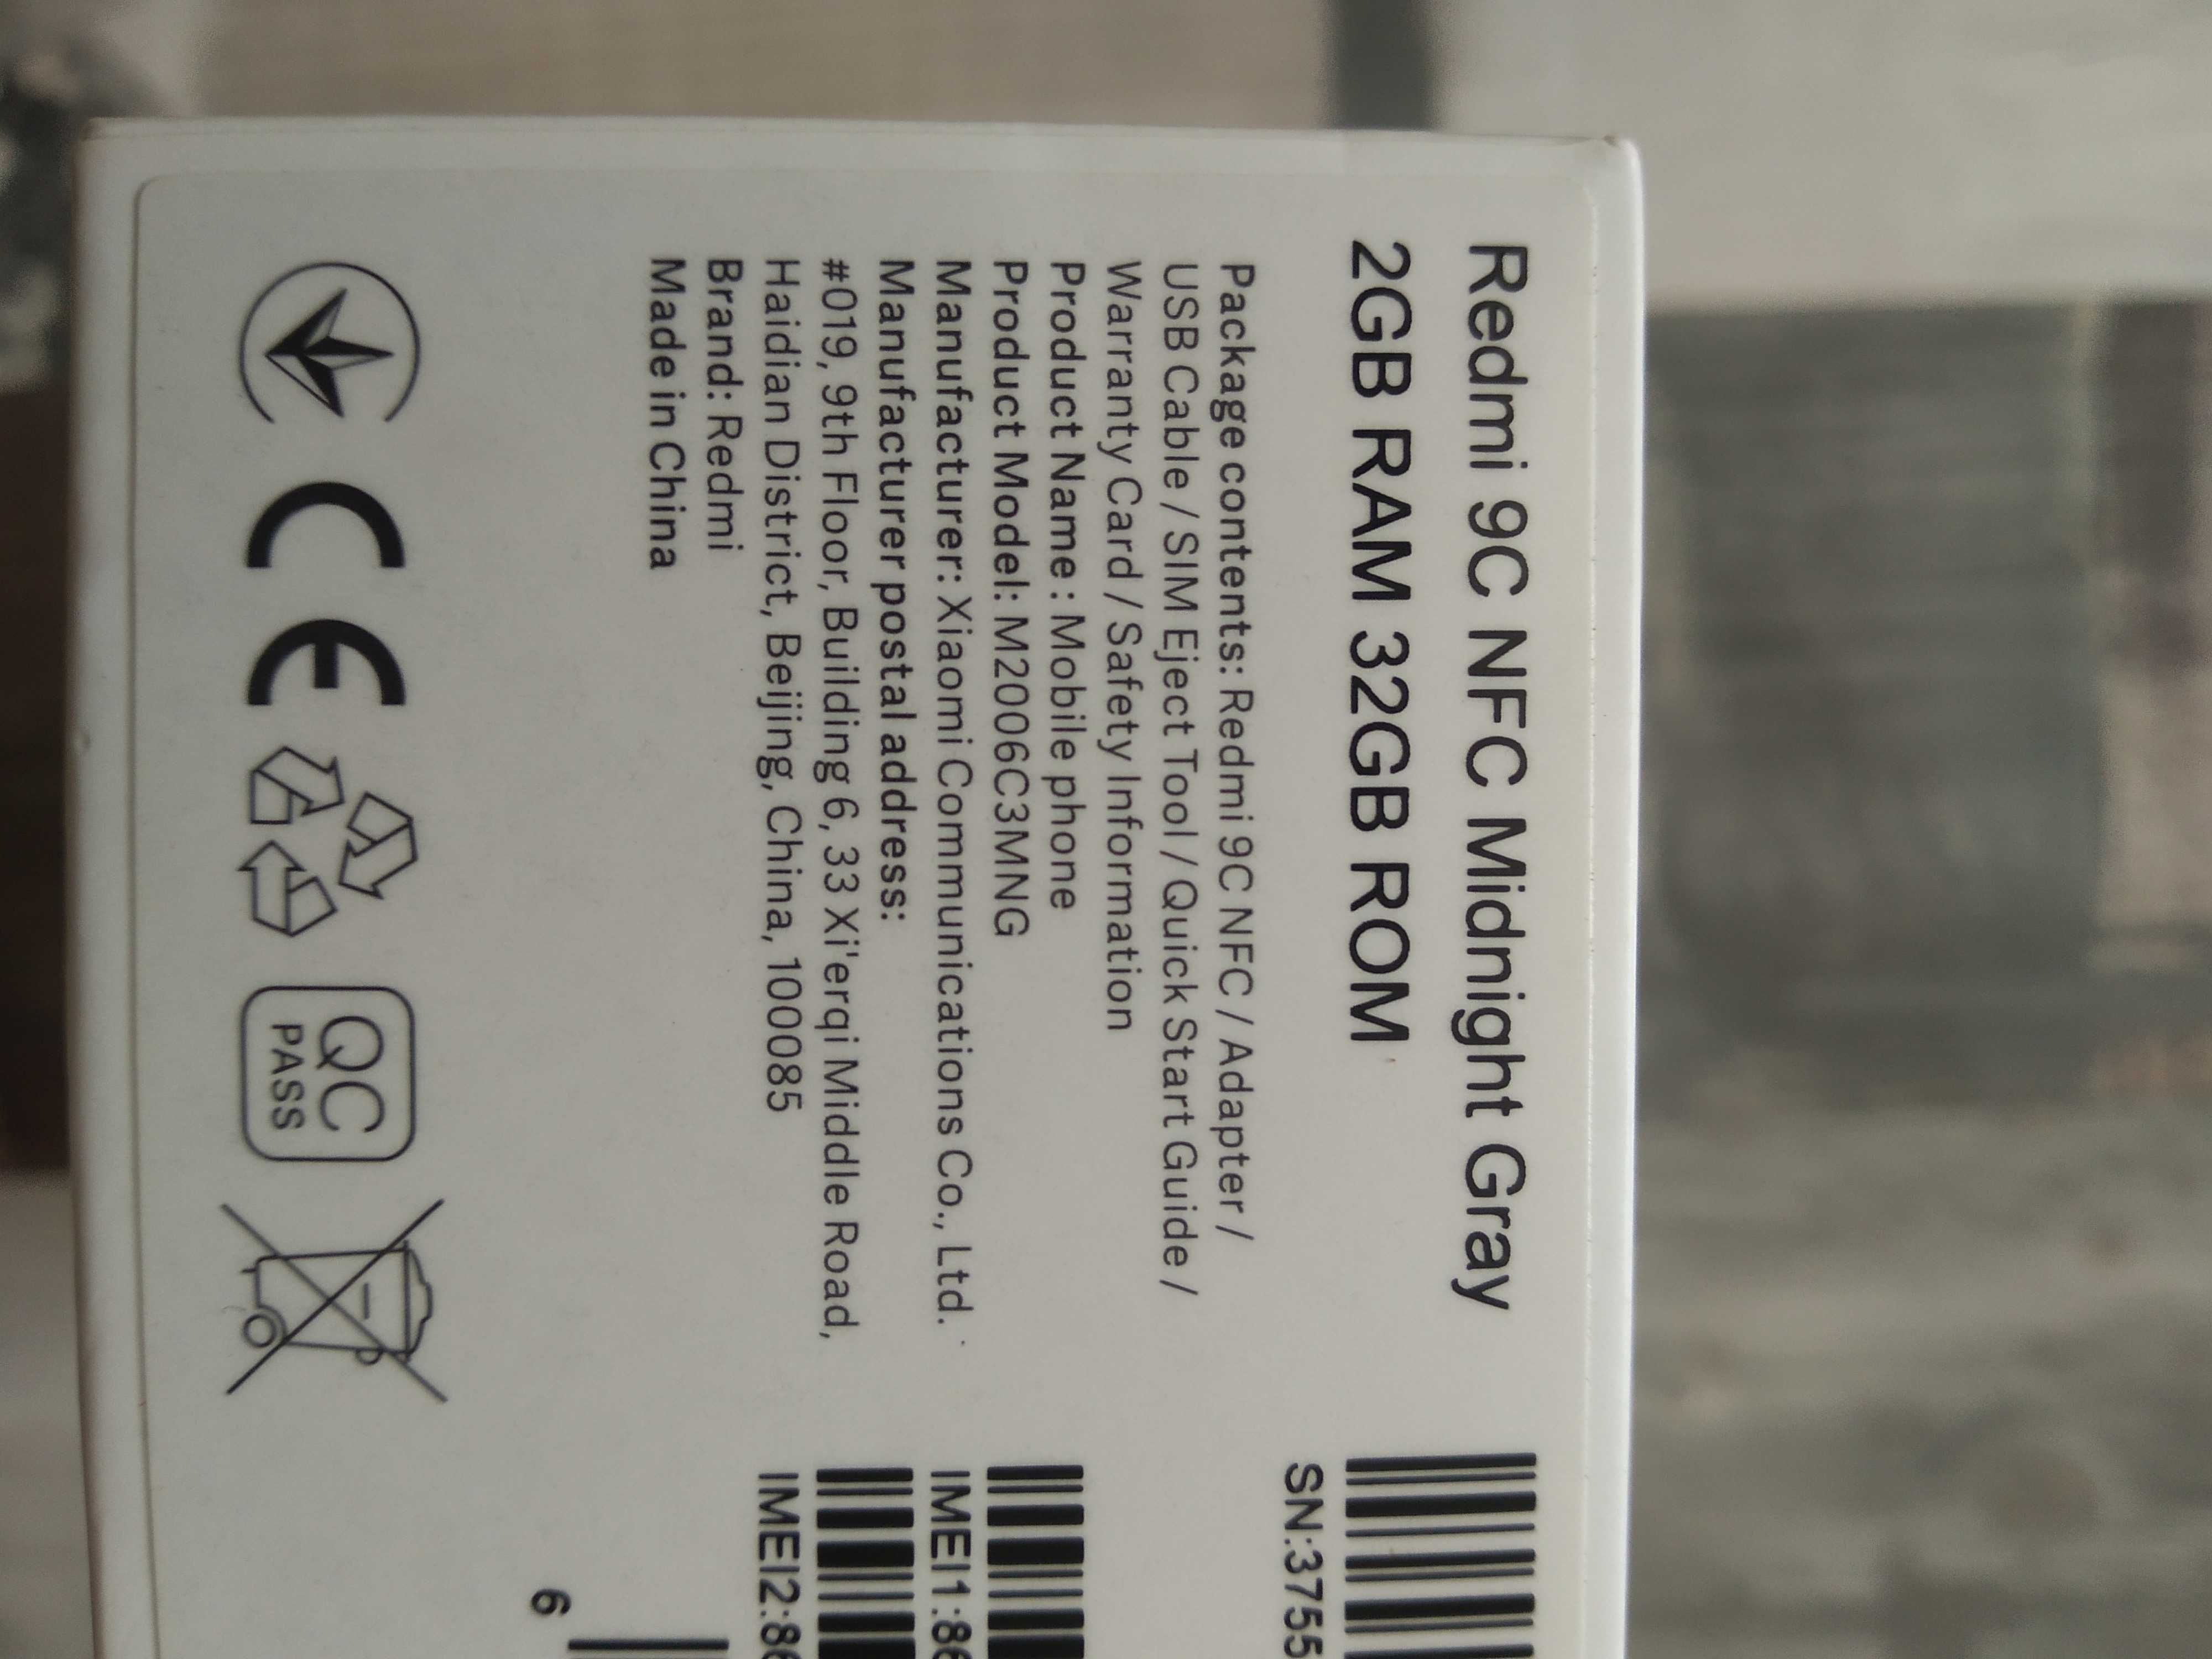 Redmi 9C NFC Midnight Gray
2GB RAM 32GB ROM
Package contents: Redmi 9C NFC / Adapter /
USB Cable / SIM Eject Tool / Quick Start Guide /
Warranty Card / Safety Information
Product Name : Mobile phone
Product Model: M2006C3MNG
Manufacturer: Xiaomi Communications Co., Ltd.
Manufacturer postal address:
#019, 9th Floor, Building 6, 33 Xi'erqi Middle Road,
Haidian District, Beijing, China, 100085
Brand: Redmi
Made in China
CE
QC
PASS
SN:3755
IMEI1:86
IMEI2:86
6